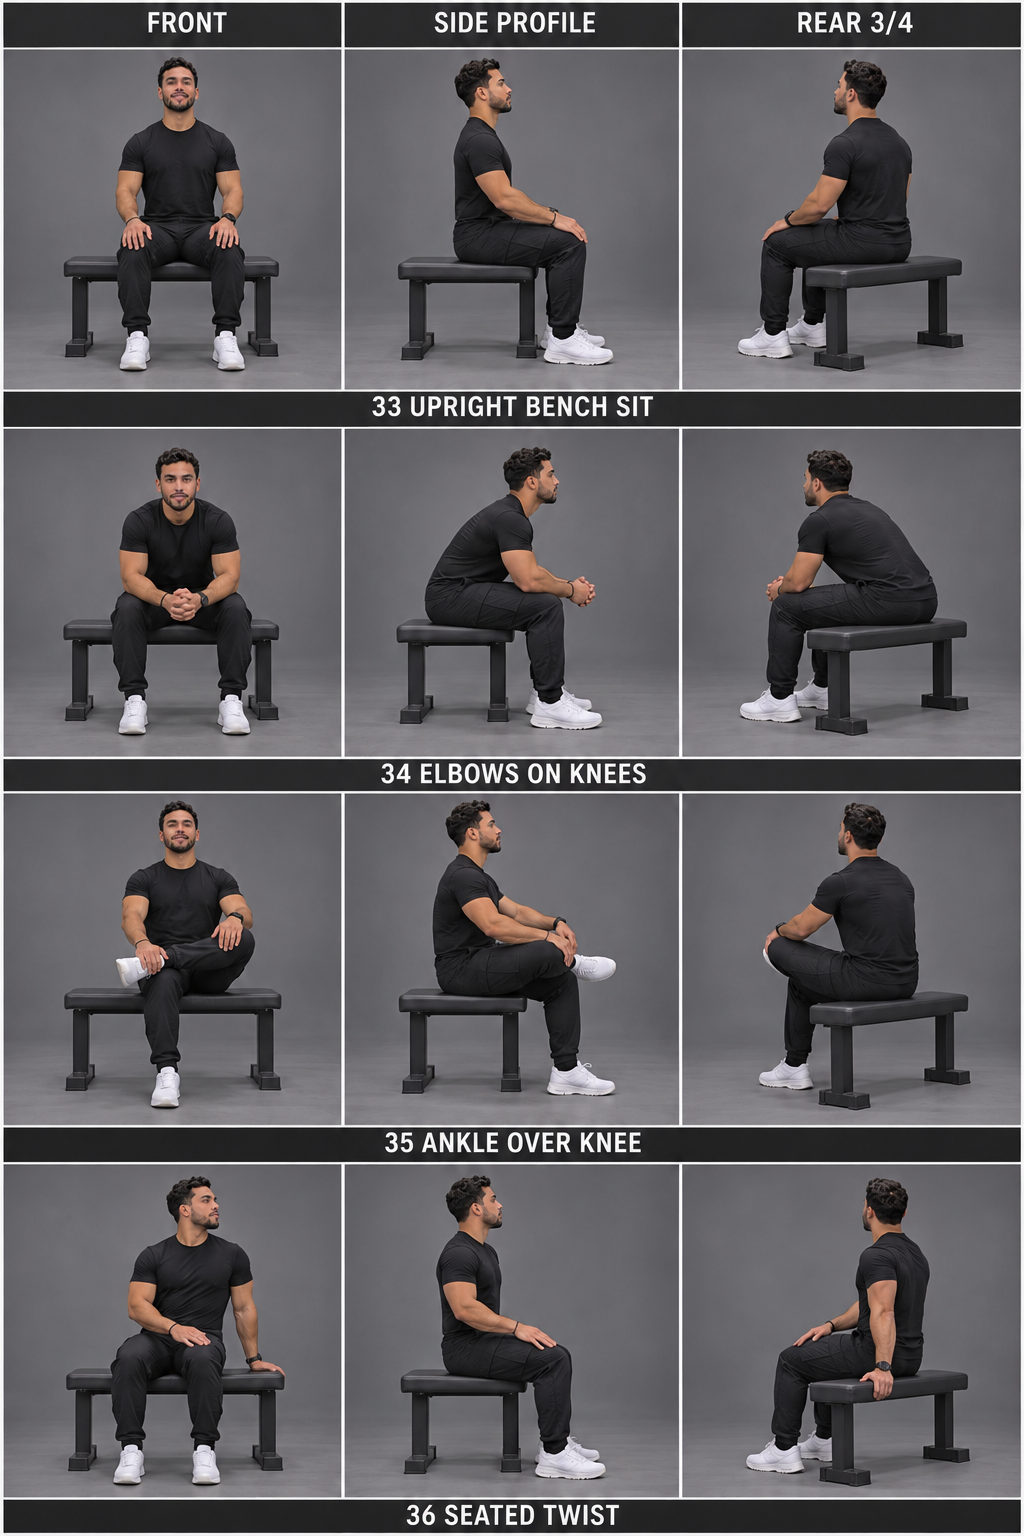 FRONT
SIDE PROFILE
REAR 3/4
33 UPRIGHT BENCH SIT
34 ELBOWS ON KNEES
35 ANKLE OVER KNEE
36 SEATED TWIST